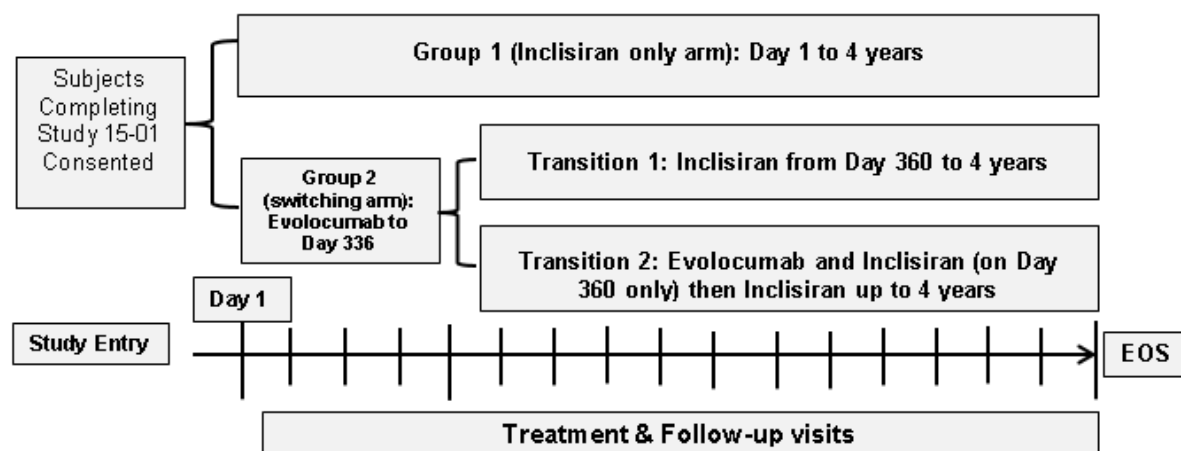 Group 1 (Inclisiran only arm): Day 1 to 4 years
Subjects
Completing
Study 15-01
Consented
Group 2
(switching arm):
Evolocumab to
Day 336
Transition 1: Inclisiran from Day 360 to 4 years
Transition 2: Evolocumab and Inclisiran (on Day
360 only) then Inclisiran up to 4 years
Day 1
Study Entry
EOS
Treatment & Follow-up visits